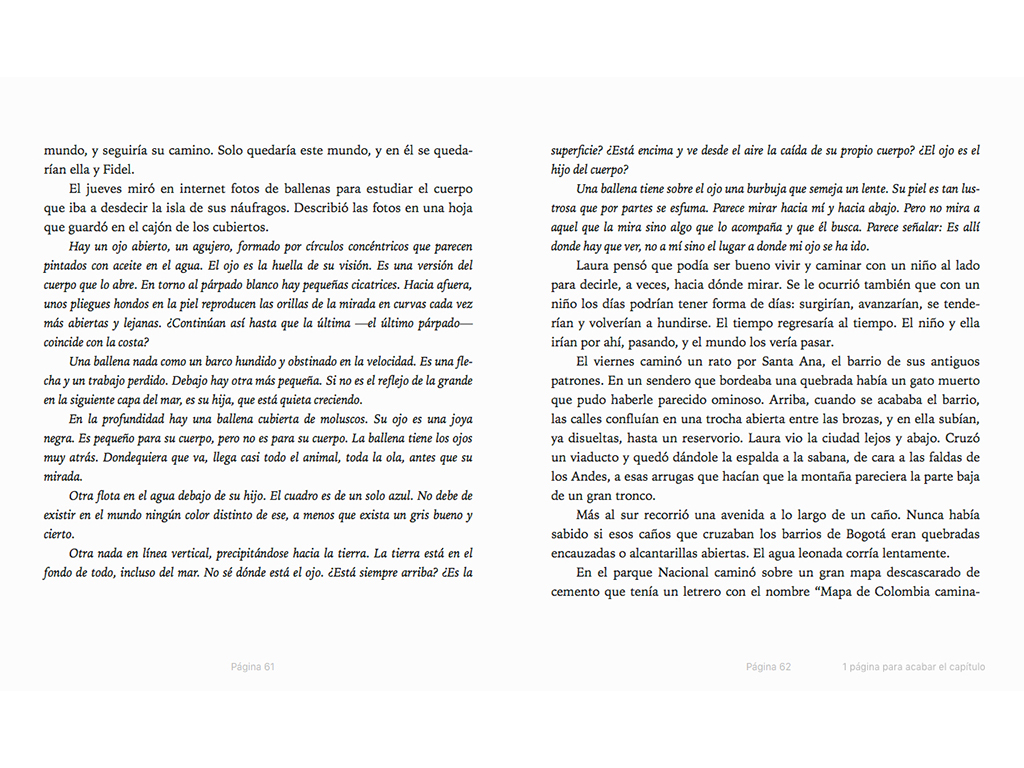 mundo, y seguiría su camino. Solo quedaría este mundo, y en él se queda-
rían ella y Fidel.
El jueves miró en internet fotos de ballenas para estudiar el cuerpo
que iba a desdecir la isla de sus náufragos. Describió las fotos en una hoja
que guardó en el cajón de los cubiertos.
Hay un ojo abierto, un agujero, formado por círculos concéntricos que parecen
pintados con aceite en el agua. El ojo es la huella de su visión. Es una versión del
cuerpo que lo abre. En torno al párpado blanco hay pequeñas cicatrices. Hacia afuera,
unos pliegues hondos en la piel reproducen las orillas de la mirada en curvas cada vez
más abiertas y lejanas. ¿Continúan así hasta que la última —el último párpado—
coincide con la costa?
Una ballena nada como un barco hundido y obstinado en la velocidad. Es una fle-
cha y un trabajo perdido. Debajo hay otra más pequeña. Si no es el reflejo de la grande
en la siguiente capa del mar, es su hija, que está quieta creciendo.
En la profundidad hay una ballena cubierta de moluscos. Su ojo es una joya
negra. Es pequeño para su cuerpo, pero no es para su cuerpo. La ballena tiene los ojos
muy atrás. Dondequiera que va, llega casi todo el animal, toda la ola, antes que su
mirada.
Otra flota en el agua debajo de su hijo. El cuadro es de un solo azul. No debe de
existir en el mundo ningún color distinto de ese, a menos que exista un gris bueno y
cierto.
Otra nada en línea vertical, precipitándose hacia la tierra. La tierra está en el
fondo de todo, incluso del mar. No sé dónde está el ojo. ¿Está siempre arriba? ¿Es la
Página 61
superficie? ¿Está encima y ve desde el aire la caída de su propio cuerpo? ¿El ojo es el
hijo del cuerpo?
Una ballena tiene sobre el ojo una burbuja que semeja un lente. Su piel es tan lus-
trosa que por partes se esfuma. Parece mirar hacia mí y hacia abajo. Pero no mira a
aquel que la mira sino algo que lo acompaña y que él busca. Parece señalar: Es allí
donde hay que ver, no a mí sino el lugar a donde mi ojo se ha ido.
Laura pensó que podía ser bueno vivir y caminar con un niño al lado
para decirle, a veces, hacia dónde mirar. Se le ocurrió también que con un
niño los días podrían tener forma de días: surgirían, avanzarían, se tende-
rían y volverían a hundirse. El tiempo regresaría al tiempo. El niño y ella
irían por ahí, pasando, y el mundo los vería pasar.
El viernes caminó un rato por Santa Ana, el barrio de sus antiguos
patrones. En un sendero que bordeaba una quebrada había un gato muerto
que pudo haberle parecido ominoso. Arriba, cuando se acababa el barrio,
las calles confluían en una trocha abierta entre las brozas, y en ella subían,
ya disueltas, hasta un reservorio. Laura vio la ciudad lejos y abajo. Cruzó
un viaducto y quedó dándole la espalda a la sabana, de cara a las faldas de
los Andes, a esas arrugas que hacían que la montaña pareciera la parte baja
de un gran tronco.
Más al sur recorrió una avenida a lo largo de un caño. Nunca había
sabido si esos caños que cruzaban los barrios de Bogotá eran quebradas
encauzadas o alcantarillas abiertas. El agua leonada corría lentamente.
En el parque Nacional caminó sobre un gran mapa descascarado de
cemento que tenía un letrero con el nombre “Mapa de Colombia camina-
Página 62
1 página para acabar el capítulo